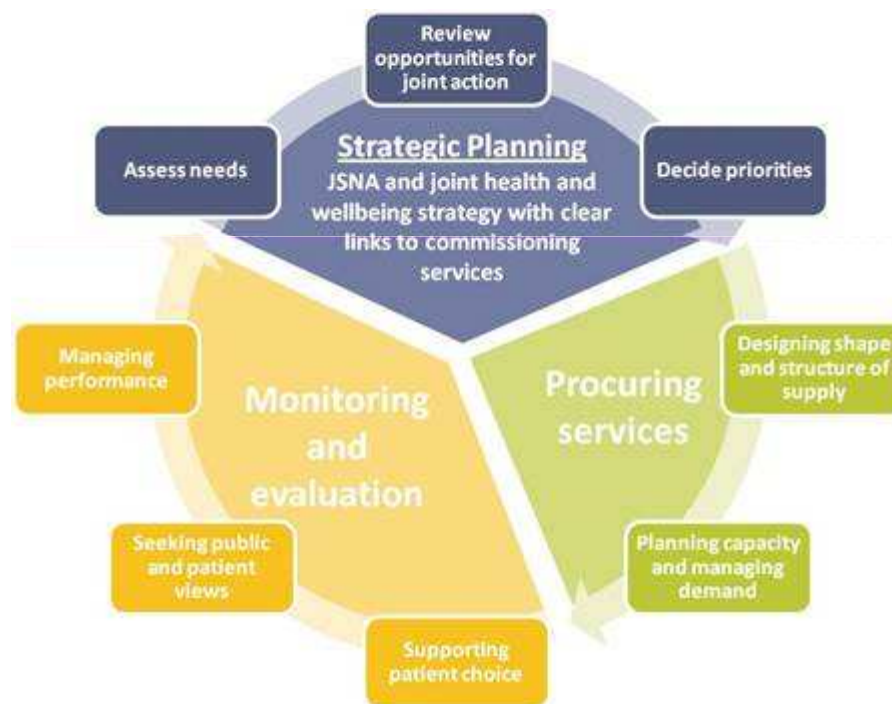 Review
opportunities for
joint action
Assess needs
Strategic Planning
JSNA and joint health and
wellbeing strategy with clear
links to commissioning
services
Decide priorities
Managing
performance
Monitoring
and
evaluation
Procuring
services
Designing shape
and structure of
supply
Seeking public
and patient
views
Planning capacity
and managing
demand
Supporting
patient choice